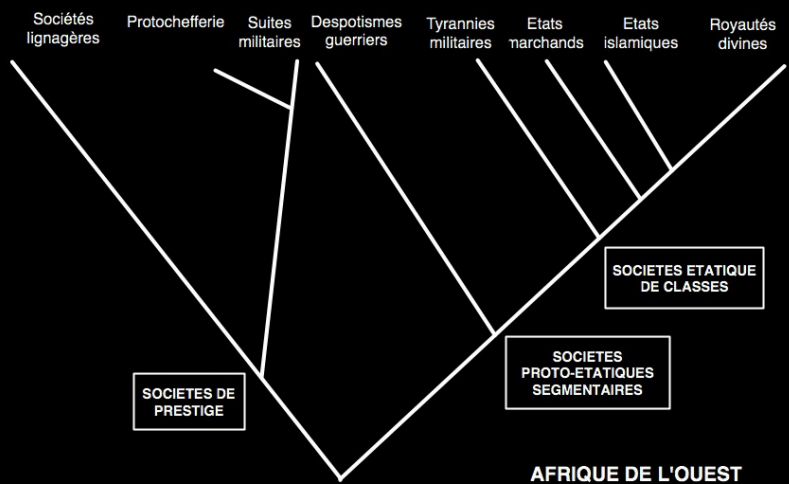 Sociétés
lignagères
Protochefferie
Suites
militaires
Despotismes
guerriers
Tyrannies
militaires
Etats
marchands
Etats
islamiques
Royautés
divines
SOCIETES ETATIQUE
DE CLASSES
SOCIETES
PROTO-ETATIQUES
SEGMENTAIRES
SOCIETES DE
PRESTIGE
AFRIQUE DE L'OUEST